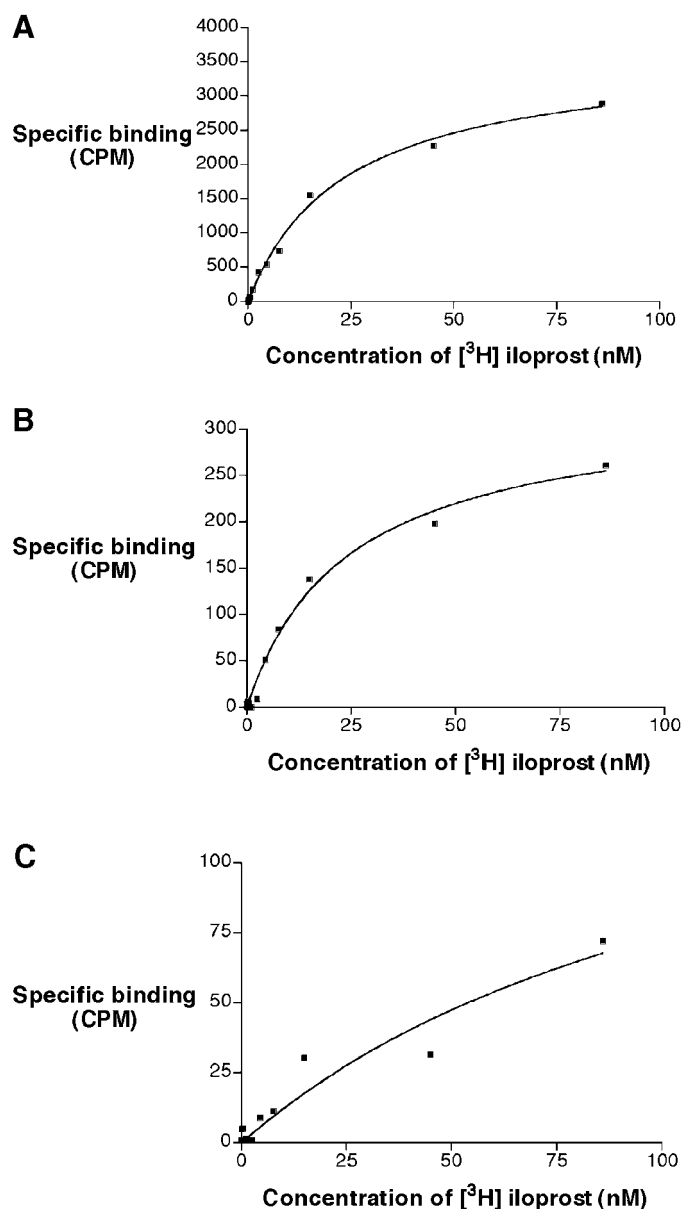 A
Specific binding
(CPM)
4000
3500
3000
2500
2000
1500
1000
500
0
0 25 50 75 100
Concentration of [³H] iloprost (nM)
B
Specific binding
(CPM)
300
250
200
150
100
50
0
0 25 50 75 100
Concentration of [³H] iloprost (nM)
C
Specific binding
(CPM)
100
75
50
25
0
0 25 50 75 100
Concentration of [³H] iloprost (nM)